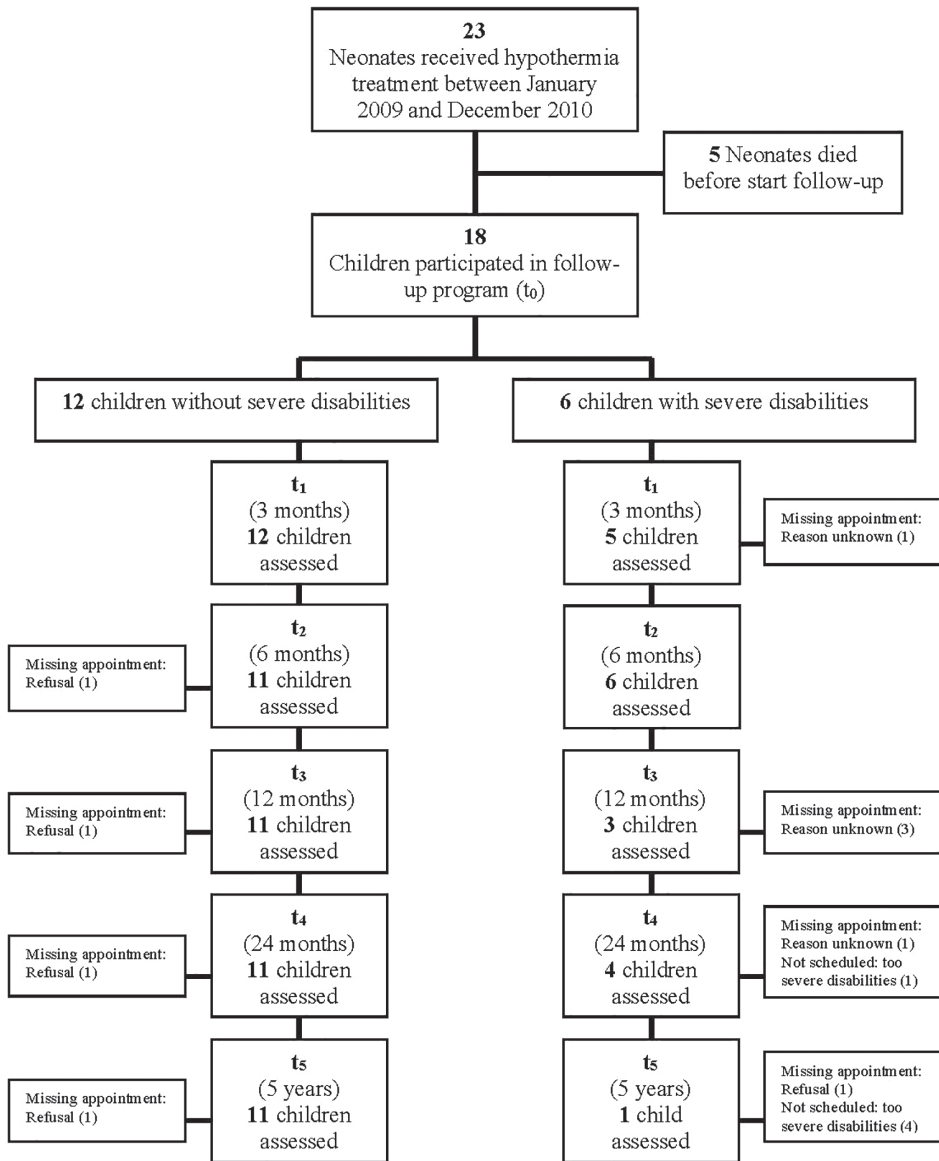 23
Neonates received hypothermia
treatment between January
2009 and December 2010
5 Neonates died
before start follow-up
18
Children participated in follow-
up program (t₀)
12 children without severe disabilities
6 children with severe disabilities
t₁
(3 months)
12 children
assessed
t₁
(3 months)
5 children
assessed
Missing appointment:
Reason unknown (1)
Missing appointment:
Refusal (1)
t₂
(6 months)
11 children
assessed
t₂
(6 months)
6 children
assessed
Missing appointment:
Refusal (1)
t₃
(12 months)
11 children
assessed
t₃
(12 months)
3 children
assessed
Missing appointment:
Reason unknown (3)
Missing appointment:
Refusal (1)
t₄
(24 months)
11 children
assessed
t₄
(24 months)
4 children
assessed
Missing appointment:
Reason unknown (1)
Not scheduled: too
severe disabilities (1)
Missing appointment:
Refusal (1)
t₅
(5 years)
11 children
assessed
t₅
(5 years)
1 child
assessed
Missing appointment:
Refusal (1)
Not scheduled: too
severe disabilities (4)